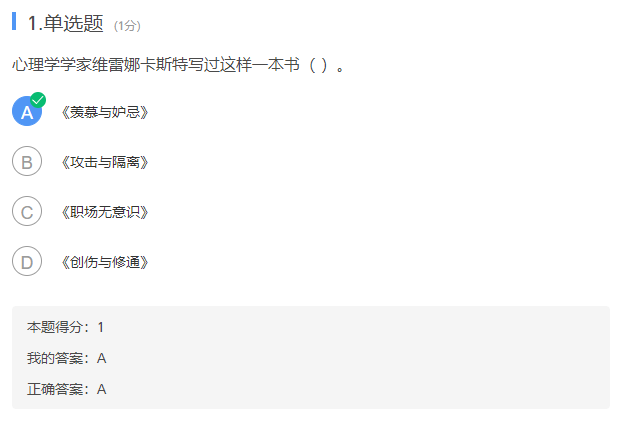 1.单选题 (1分)
心理学学家维雷娜卡斯特写过这样一本书（ ）。
A 《羡慕与妒忌》
B 《攻击与隔离》
C 《职场无意识》
D 《创伤与修通》
本题得分：1
我的答案：A
正确答案：A